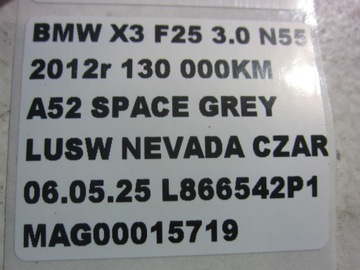 BMW X3 F25 3.0 N55
2012r 130 000KM
A52 SPACE GREY
LUSW NEVADA CZAR
06.05.25 L866542P1
MAG00015719